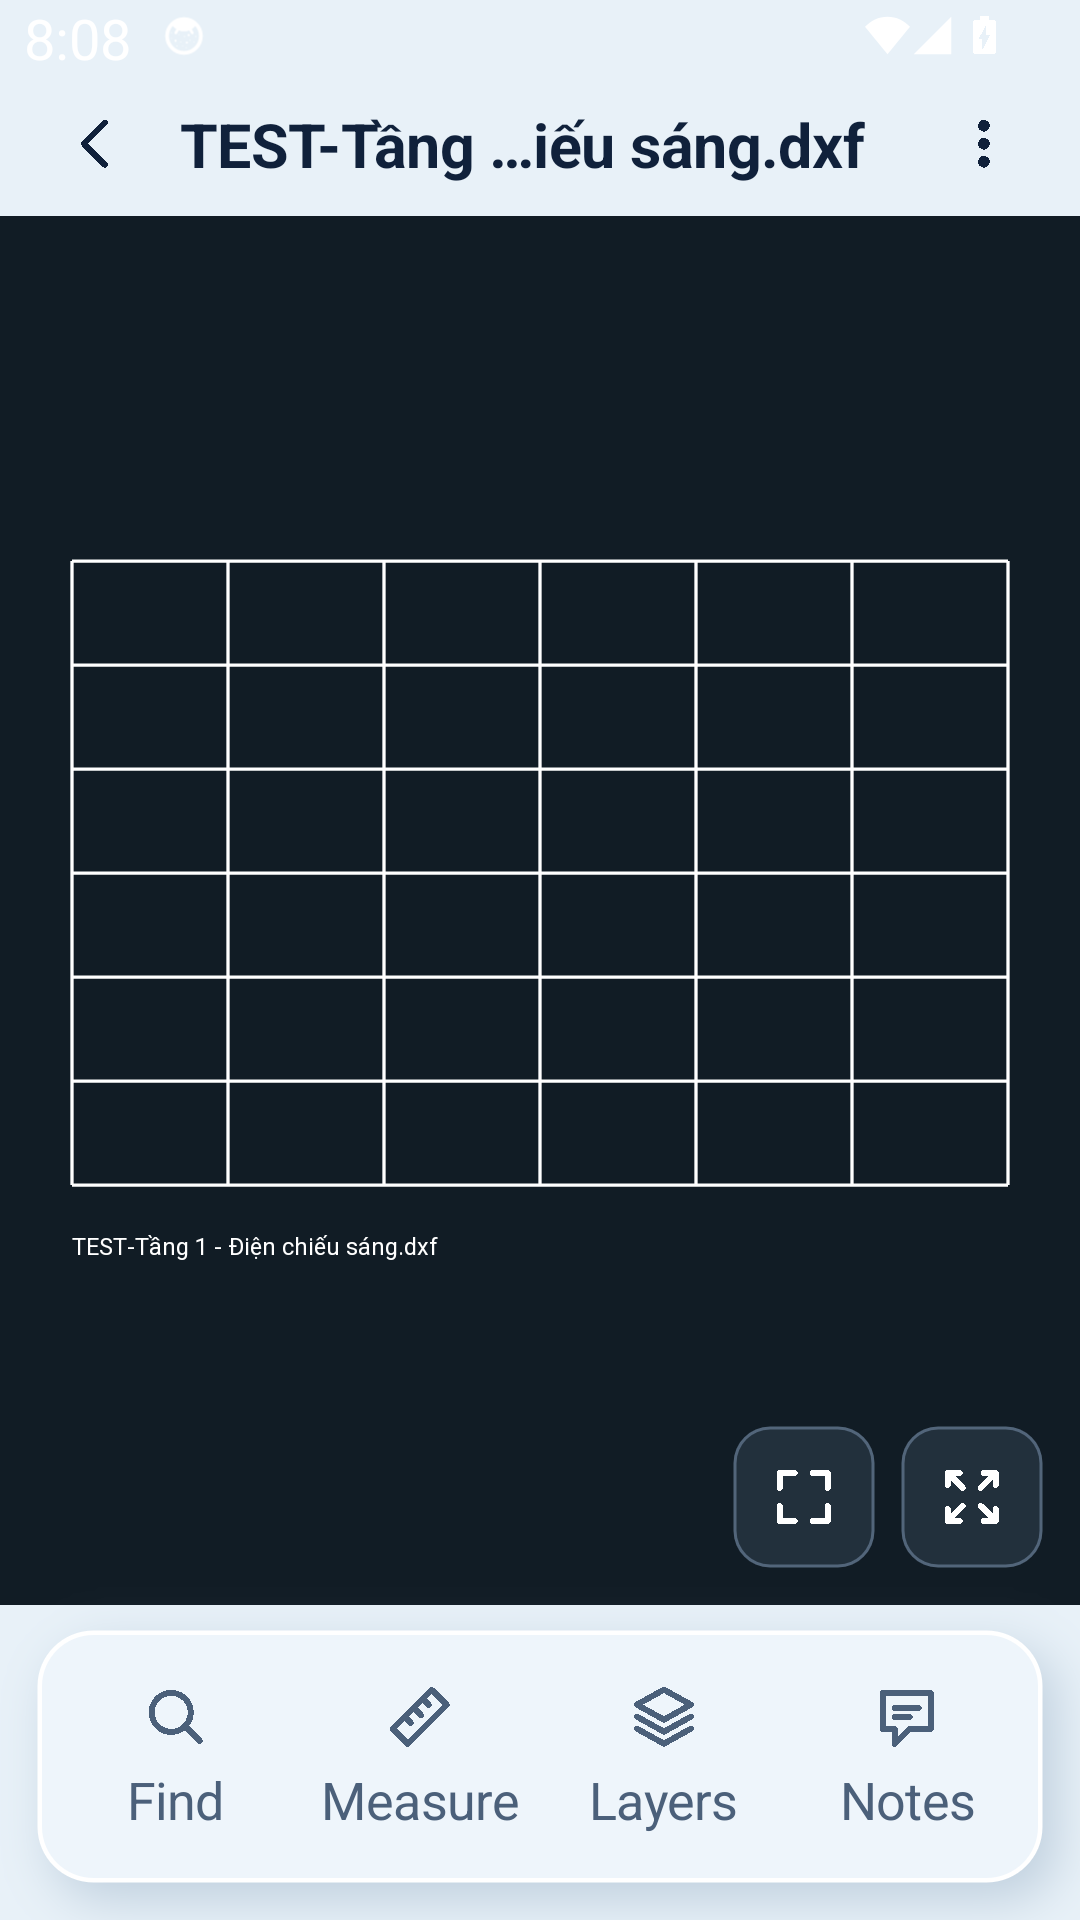 8:08
TEST-Tầng ...iếu sáng.dxf
TEST-Tầng 1 - Điện chiếu sáng.dxf
Find
Measure
Layers
Notes